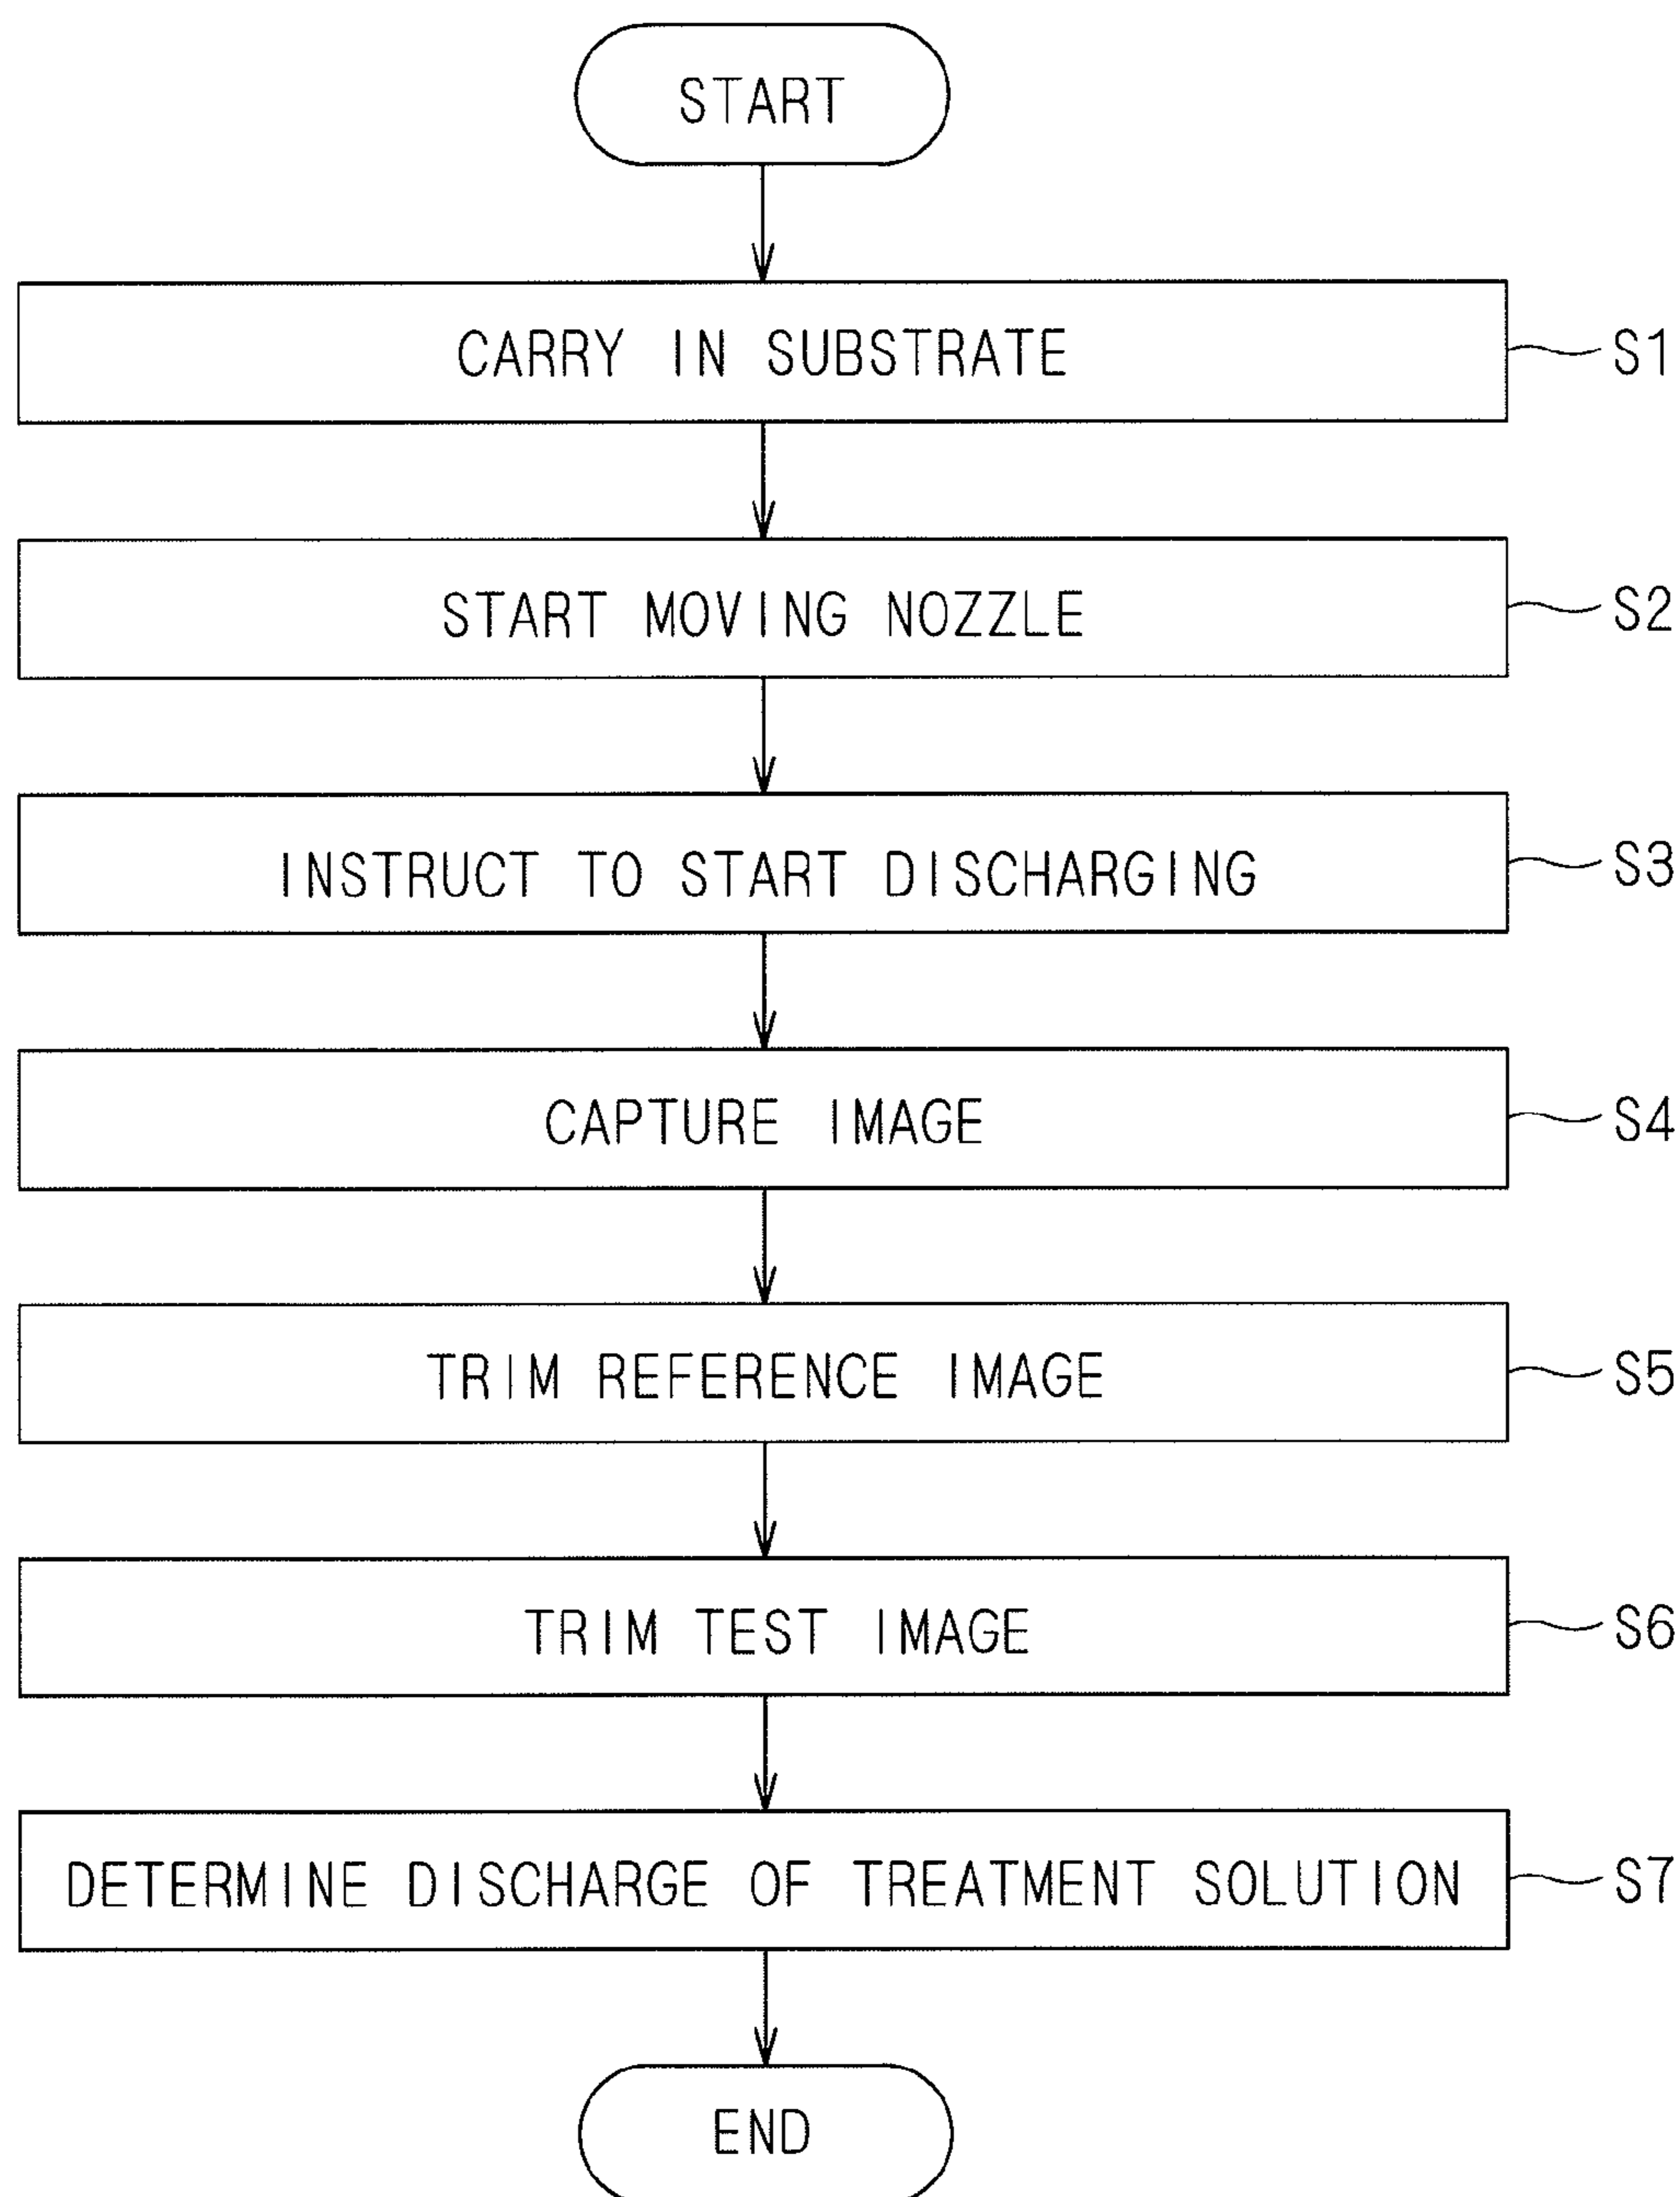 START
CARRY IN SUBSTRATE
S1
START MOVING NOZZLE
S2
INSTRUCT TO START DISCHARGING
S3
CAPTURE IMAGE
S4
TRIM REFERENCE IMAGE
S5
TRIM TEST IMAGE
S6
DETERMINE DISCHARGE OF TREATMENT SOLUTION
S7
END